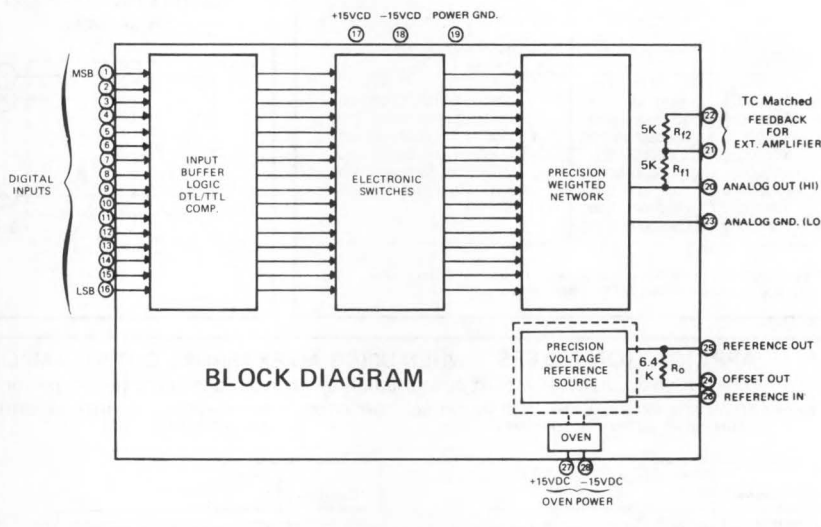 +15VCD –15VCD POWER GND.
17 18 19
MSB 1
2
3
4
5
6
7
8
9
10
11
12
13
14
15
LSB 16
DIGITAL
INPUTS
INPUT
BUFFER
LOGIC
DTL/TTL
COMP.
ELECTRONIC
SWITCHES
PRECISION
WEIGHTED
NETWORK
5K Rf2
5K Rf1
22
21
TC Matched
FEEDBACK
FOR
EXT. AMPLIFIER
20 ANALOG OUT (HI)
23 ANALOG GND. (LO
BLOCK DIAGRAM
PRECISION
VOLTAGE
REFERENCE
SOURCE
6.4
K Ro
25 REFERENCE OUT
24 OFFSET OUT
26 REFERENCE IN
OVEN
27 28
+15VDC –15VDC
OVEN POWER